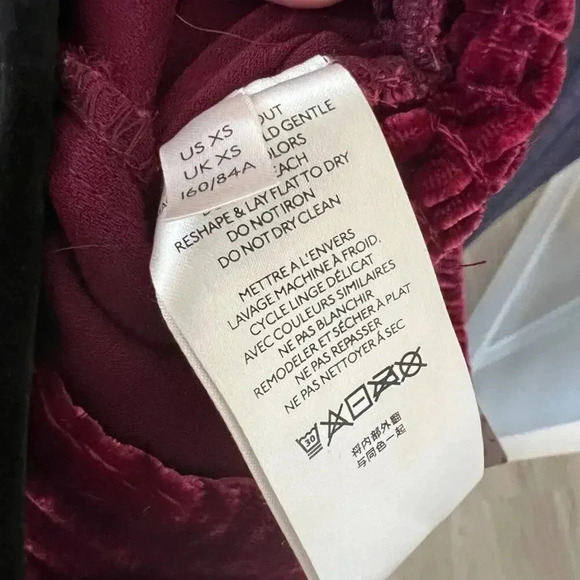 US XS
UK XS
160/84A
OUT
LD GENTLE
LORS
EACH
RESHAPE & LAY FLAT TO DRY
DO NOT IRON
DO NOT DRY CLEAN
METTRE A L'ENVERS
LAVAGE MACHINE À FROID,
CYCLE LINGE DÉLICAT
AVEC COULEURS SIMILAIRES
NE PAS BLANCHIR
REMODELER ET SÉCHER À PLAT
NE PAS REPASSER
NE PAS NETTOYER À SEC
30
将内部外翻
与同色一起